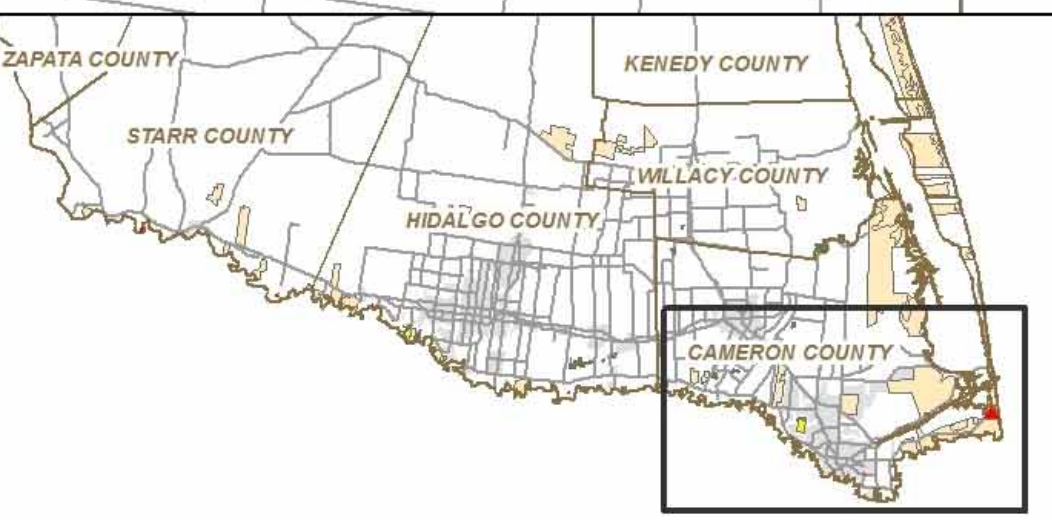 ZAPATA COUNTY
KENEDY COUNTY
STARR COUNTY
WILLACY COUNTY
HIDALGO COUNTY
CAMERON COUNTY